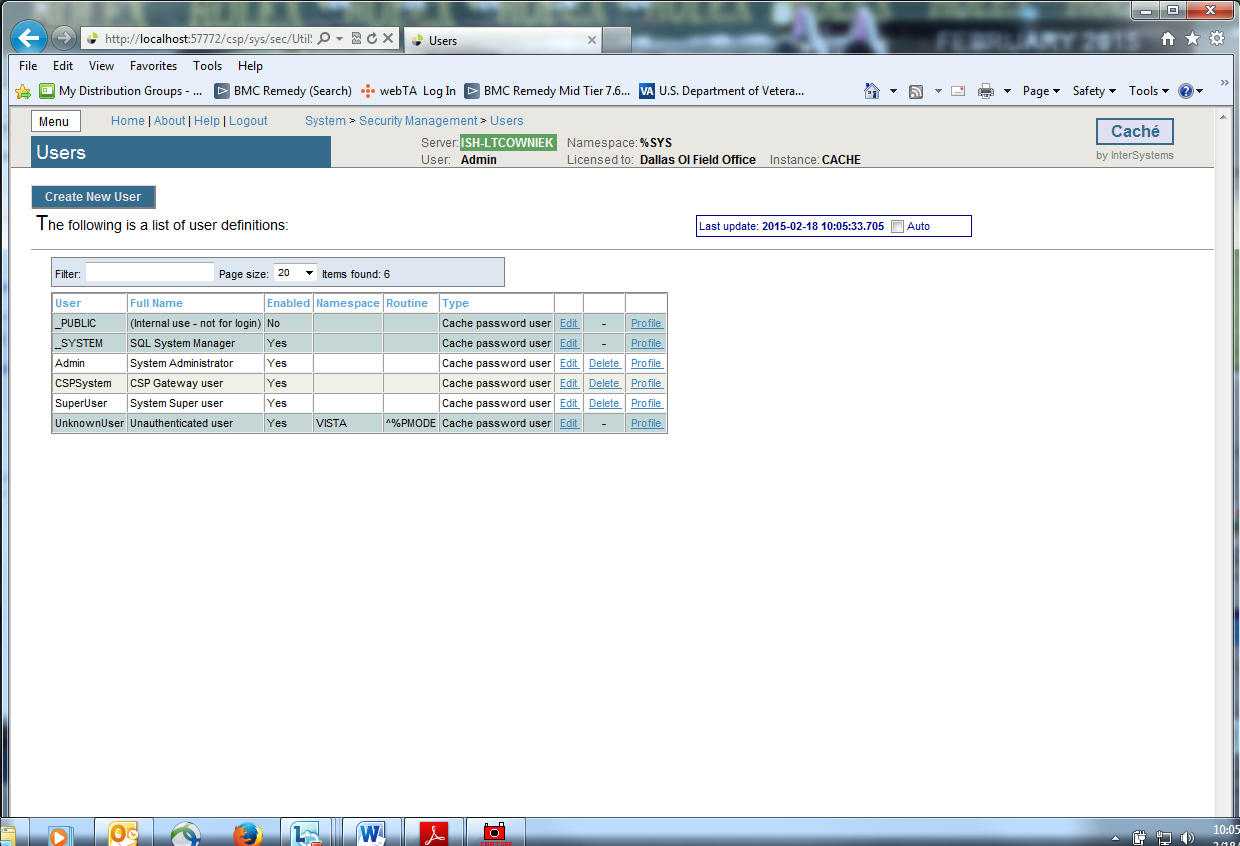 FEBRUARY 2015
http://localhost:57772/csp/sys/sec/Util
Users
File Edit View Favorites Tools Help
My Distribution Groups - ... BMC Remedy (Search) webTA Log In BMC Remedy Mid Tier 7.6... VA U.S. Department of Vetera... Page Safety Tools
Menu Home | About | Help | Logout System > Security Management > Users
Users
Server: ISH-LTCOWNIEK Namespace: %SYS
User: Admin Licensed to: Dallas OI Field Office Instance: CACHE
Caché
by InterSystems
Create New User
The following is a list of user definitions:
Last update: 2015-02-18 10:05:33.705 Auto
Filter: Page size: 20 Items found: 6
User Full Name Enabled Namespace Routine Type
_PUBLIC (Internal use - not for login) No Cache password user Edit - Profile
_SYSTEM SQL System Manager Yes Cache password user Edit - Profile
Admin System Administrator Yes Cache password user Edit Delete Profile
CSPSystem CSP Gateway user Yes Cache password user Edit Delete Profile
SuperUser System Super user Yes Cache password user Edit Delete Profile
UnknownUser Unauthenticated user Yes VISTA ^%PMODE Cache password user Edit - Profile
10:05